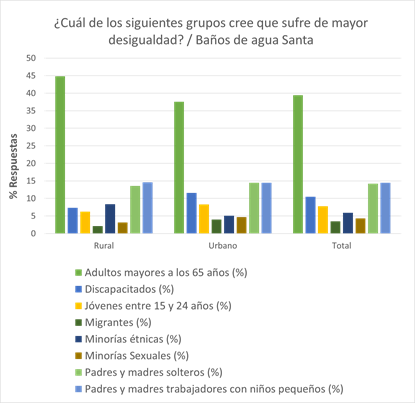 ¿Cuál de los siguientes grupos cree que sufre de mayor
desigualdad? / Baños de agua Santa
% Respuestas
50
45
40
35
30
25
20
15
10
5
0
Rural Urbano Total
Adultos mayores a los 65 años (%)
Discapacitados (%)
Jóvenes entre 15 y 24 años (%)
Migrantes (%)
Minorías étnicas (%)
Minorías Sexuales (%)
Padres y madres solteros (%)
Padres y madres trabajadores con niños pequeños (%)